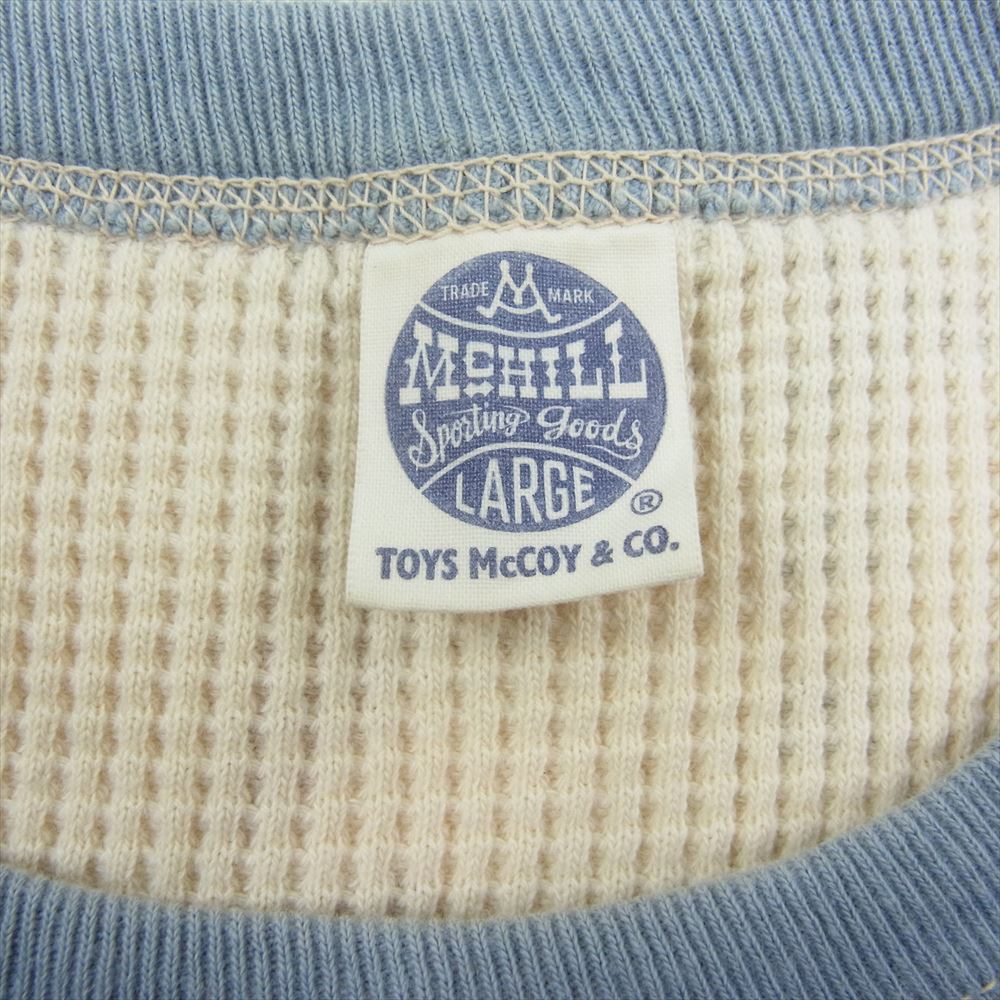 TRADE MARK
McHILL
Sporting Goods
LARGE
®
TOYS McCOY & CO.